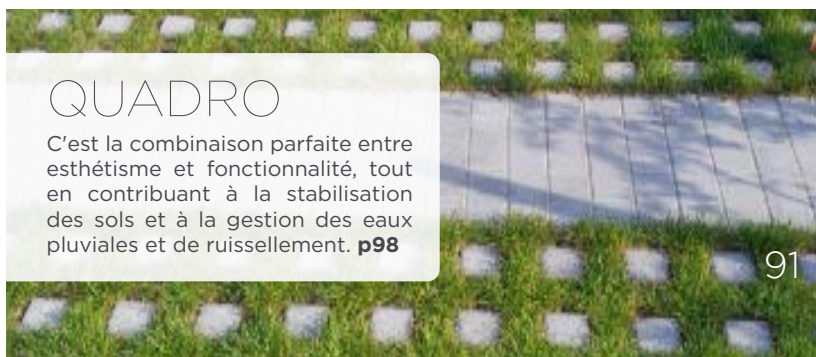 QUADRO
C'est la combinaison parfaite entre
esthétisme et fonctionnalité, tout
en contribuant à la stabilisation
des sols et à la gestion des eaux
pluviales et de ruissellement. p98
91